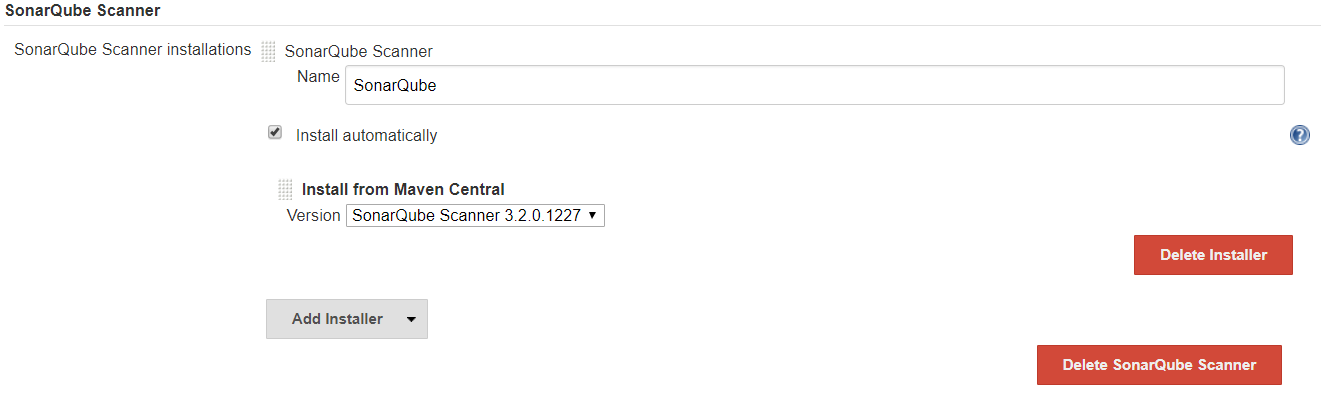 SonarQube Scanner
SonarQube Scanner installations
SonarQube Scanner
Name
SonarQube
Install automatically
?
Install from Maven Central
Version
SonarQube Scanner 3.2.0.1227
Delete Installer
Add Installer
Delete SonarQube Scanner